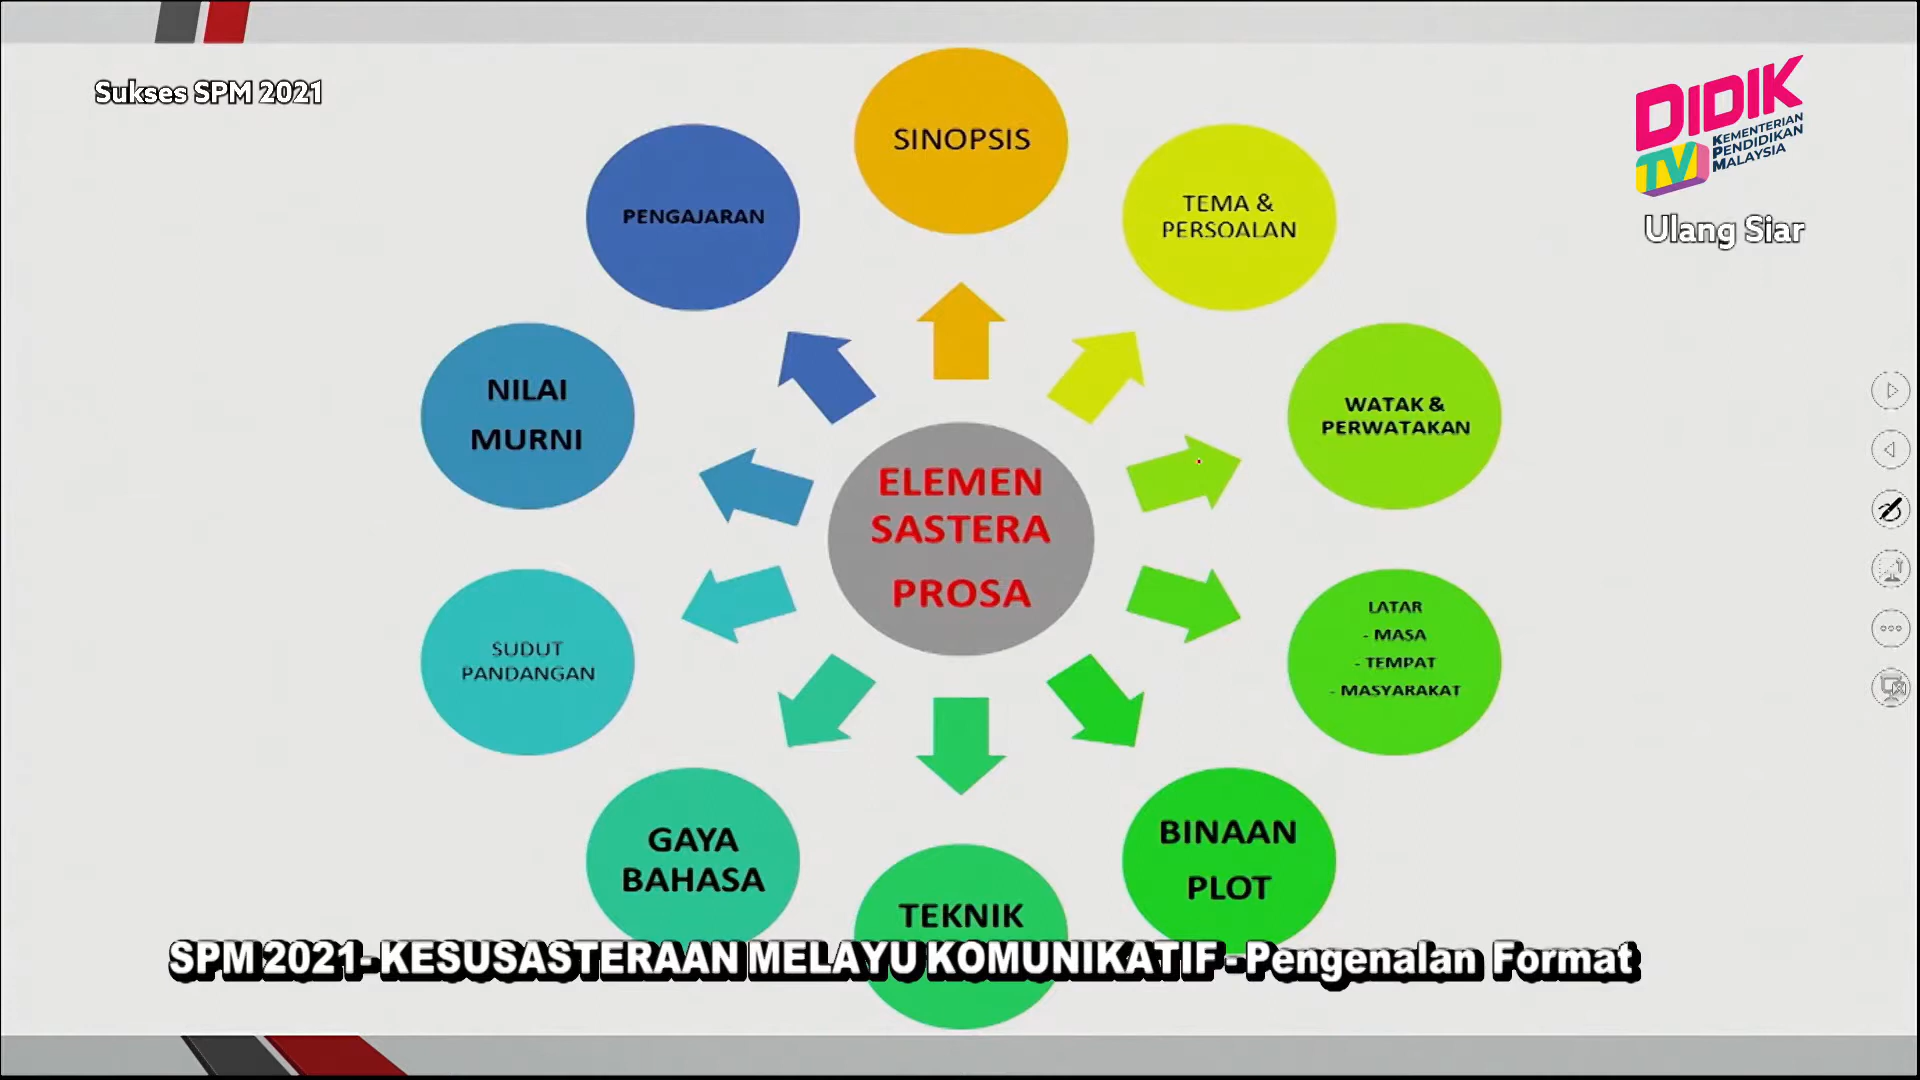 Sukses SPM 2021
DIDIK
TV
KEMENTERIAN
PENDIDIKAN
MALAYSIA
Ulang Siar
SINOPSIS
TEMA &
PERSOALAN
WATAK &
PERWATAKAN
LATAR
- MASA
- TEMPAT
- MASYARAKAT
BINAAN
PLOT
TEKNIK
GAYA
BAHASA
SUDUT
PANDANGAN
NILAI
MURNI
PENGAJARAN
ELEMEN
SASTERA
PROSA
SPM 2021- KESUSASTERAAN MELAYU KOMUNIKATIF - Pengenalan Format